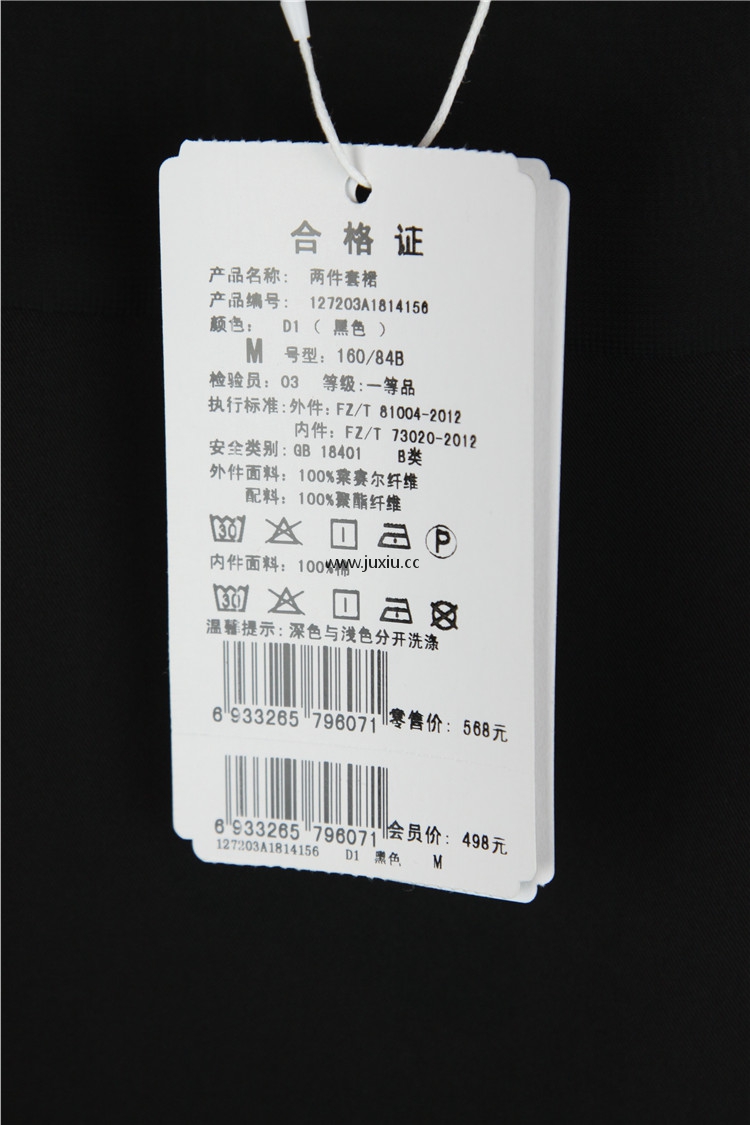 合格证
产品名称: 两件套裙
产品编号: 127203A1814156
颜色: D1 ( 黑色 )
M 号型: 160/84B
检验员: 03 等级:一等品
执行标准:外件: FZ/T 81004-2012
内件: FZ/T 73020-2012
安全类别:GB 18401 B类
外件面料: 100%莱赛尔纤维
配料: 100%聚酯纤维
30 P
内件面料: 100%棉
www.juxiu.cc
30
温馨提示:深色与浅色分开洗涤
6 933265 796071 零售价: 568元
6 933265 796071 会员价: 498元
127203A1814156 D1 黑色 M